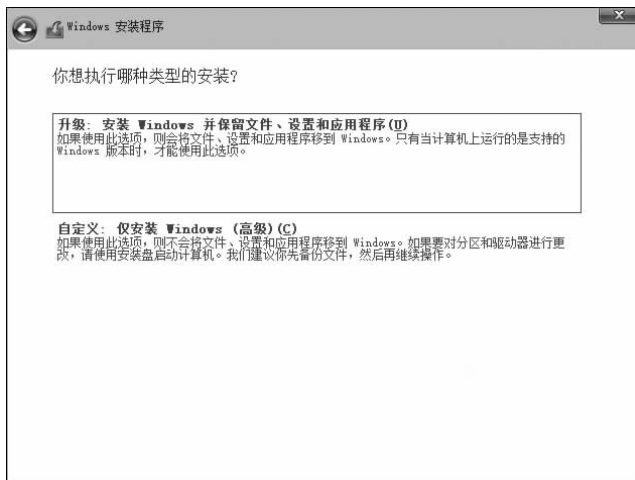 Windows 安装程序
你想执行哪种类型的安装?
升级: 安装 Windows 并保留文件、设置和应用程序(U)
如果使用此选项，则会将文件、设置和应用程序移到 Windows。只有当计算机上运行的是支持的
Windows 版本时，才能使用此选项。
自定义: 仅安装 Windows (高级)(C)
如果使用此选项，则不会将文件、设置和应用程序移到 Windows。如果要对分区和驱动器进行更
改，请使用安装盘启动计算机。我们建议你先备份文件，然后再继续操作。